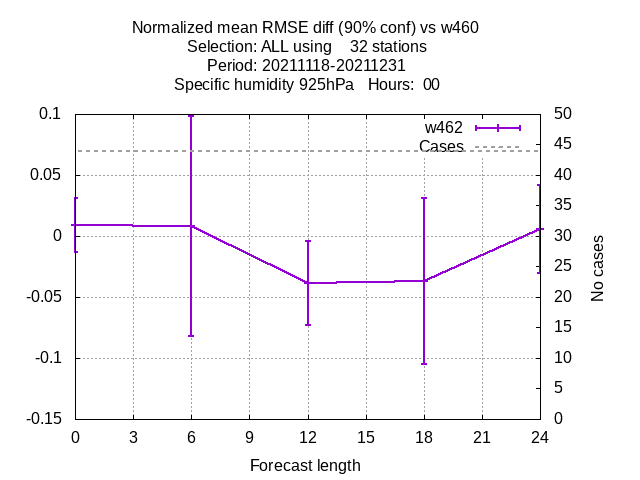 Normalized mean RMSE diff (90% conf) vs w460
Selection: ALL using    32 stations
Period: 20211118-20211231
Specific humidity 925hPa   Hours:  00
w462
Cases
0.1
0.05
0
-0.05
-0.1
-0.15
50
45
40
35
30
25
20
15
10
5
0
No cases
0 3 6 9 12 15 18 21 24
Forecast length